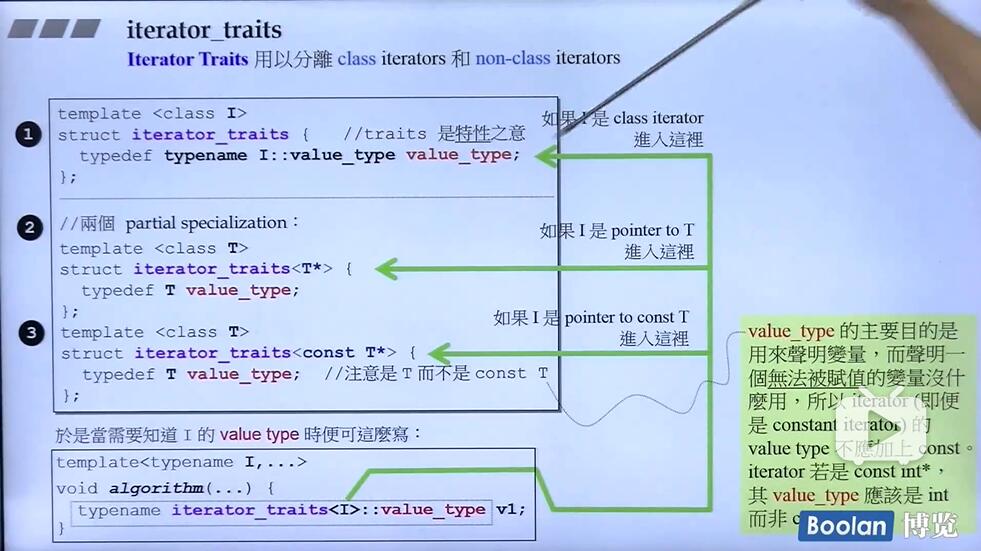 iterator_traits
Iterator Traits 用以分離 class iterators 和 non-class iterators
1
template <class I>
struct iterator_traits { //traits 是特性之意
typedef typename I::value_type value_type;
};
如果 I 是 class iterator
進入這裡
2
//兩個 partial specialization：
template <class T>
struct iterator_traits<T*> {
typedef T value_type;
};
如果 I 是 pointer to T
進入這裡
3
template <class T>
struct iterator_traits<const T*> {
typedef T value_type; //注意是 T 而不是 const T
};
如果 I 是 pointer to const T
進入這裡
value_type 的主要目的是
用來聲明變量，而聲明一
個無法被賦值的變量沒什
麼用，所以 iterator (即便
是 constant iterator) 的
value type 不應加上 const。
iterator 若是 const int*，
其 value_type 應該是 int
而非
於是當需要知道 I 的 value type 時便可這麼寫：
template<typename I,...>
void algorithm(...) {
typename iterator_traits<I>::value_type v1;
}
Boolan 博览